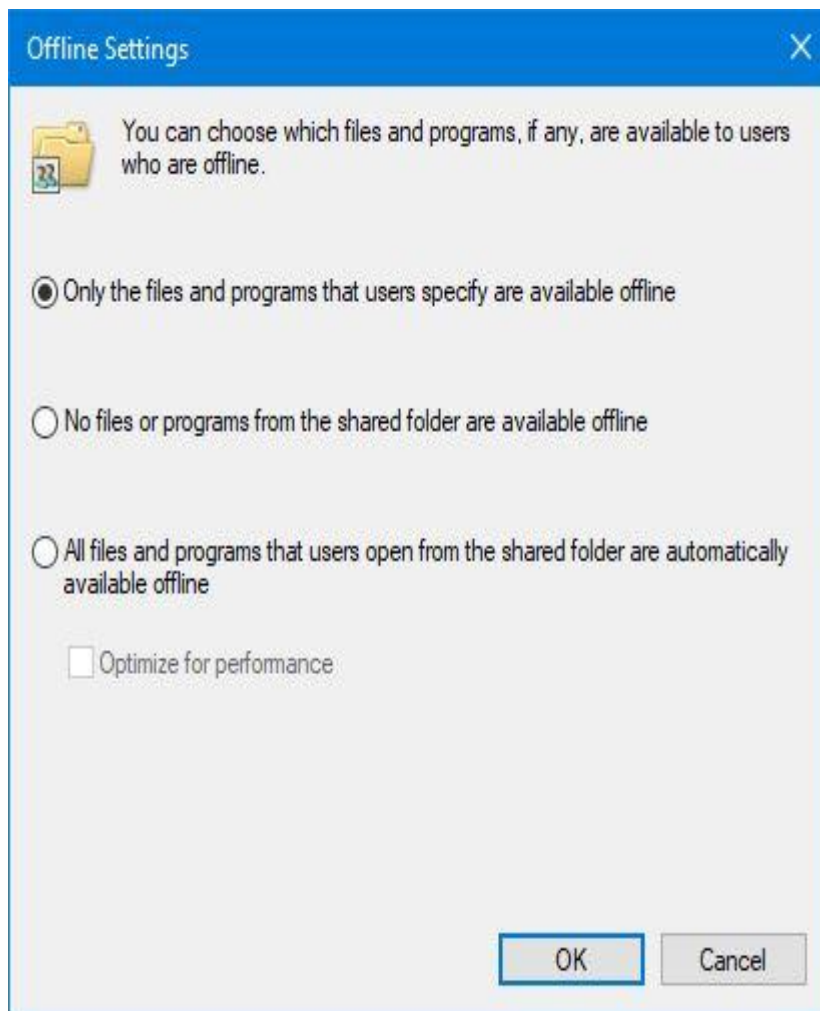 Offline Settings
You can choose which files and programs, if any, are available to users
who are offline.
Only the files and programs that users specify are available offline
No files or programs from the shared folder are available offline
All files and programs that users open from the shared folder are automatically
available offline
Optimize for performance
OK
Cancel